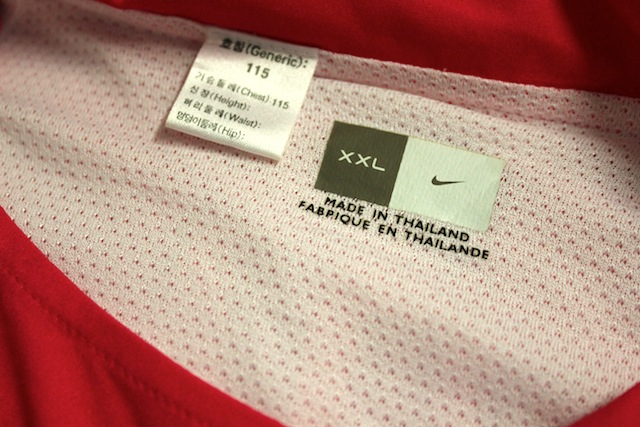 호칭(Generic):
115
가슴둘레(Chest):115
신장(Height):
허리둘레(Waist):
엉덩이둘레(Hip):
XXL
MADE IN THAILAND
FABRIQUE EN THAILANDE